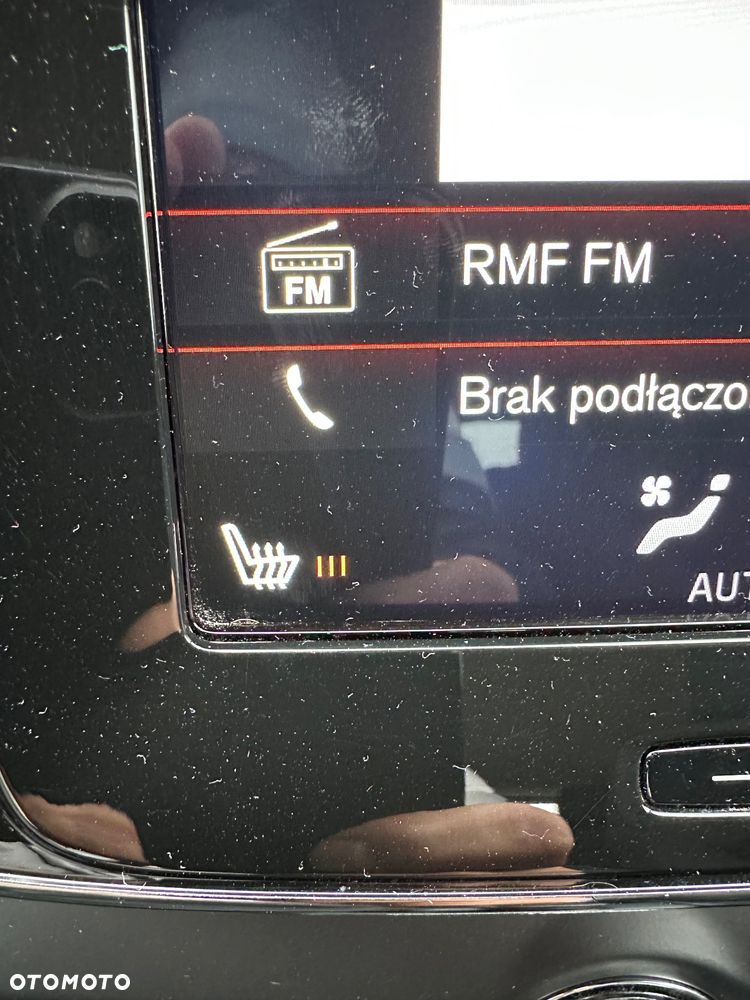 FM
RMF FM
Brak podłączo
AUT
OTOMOTO